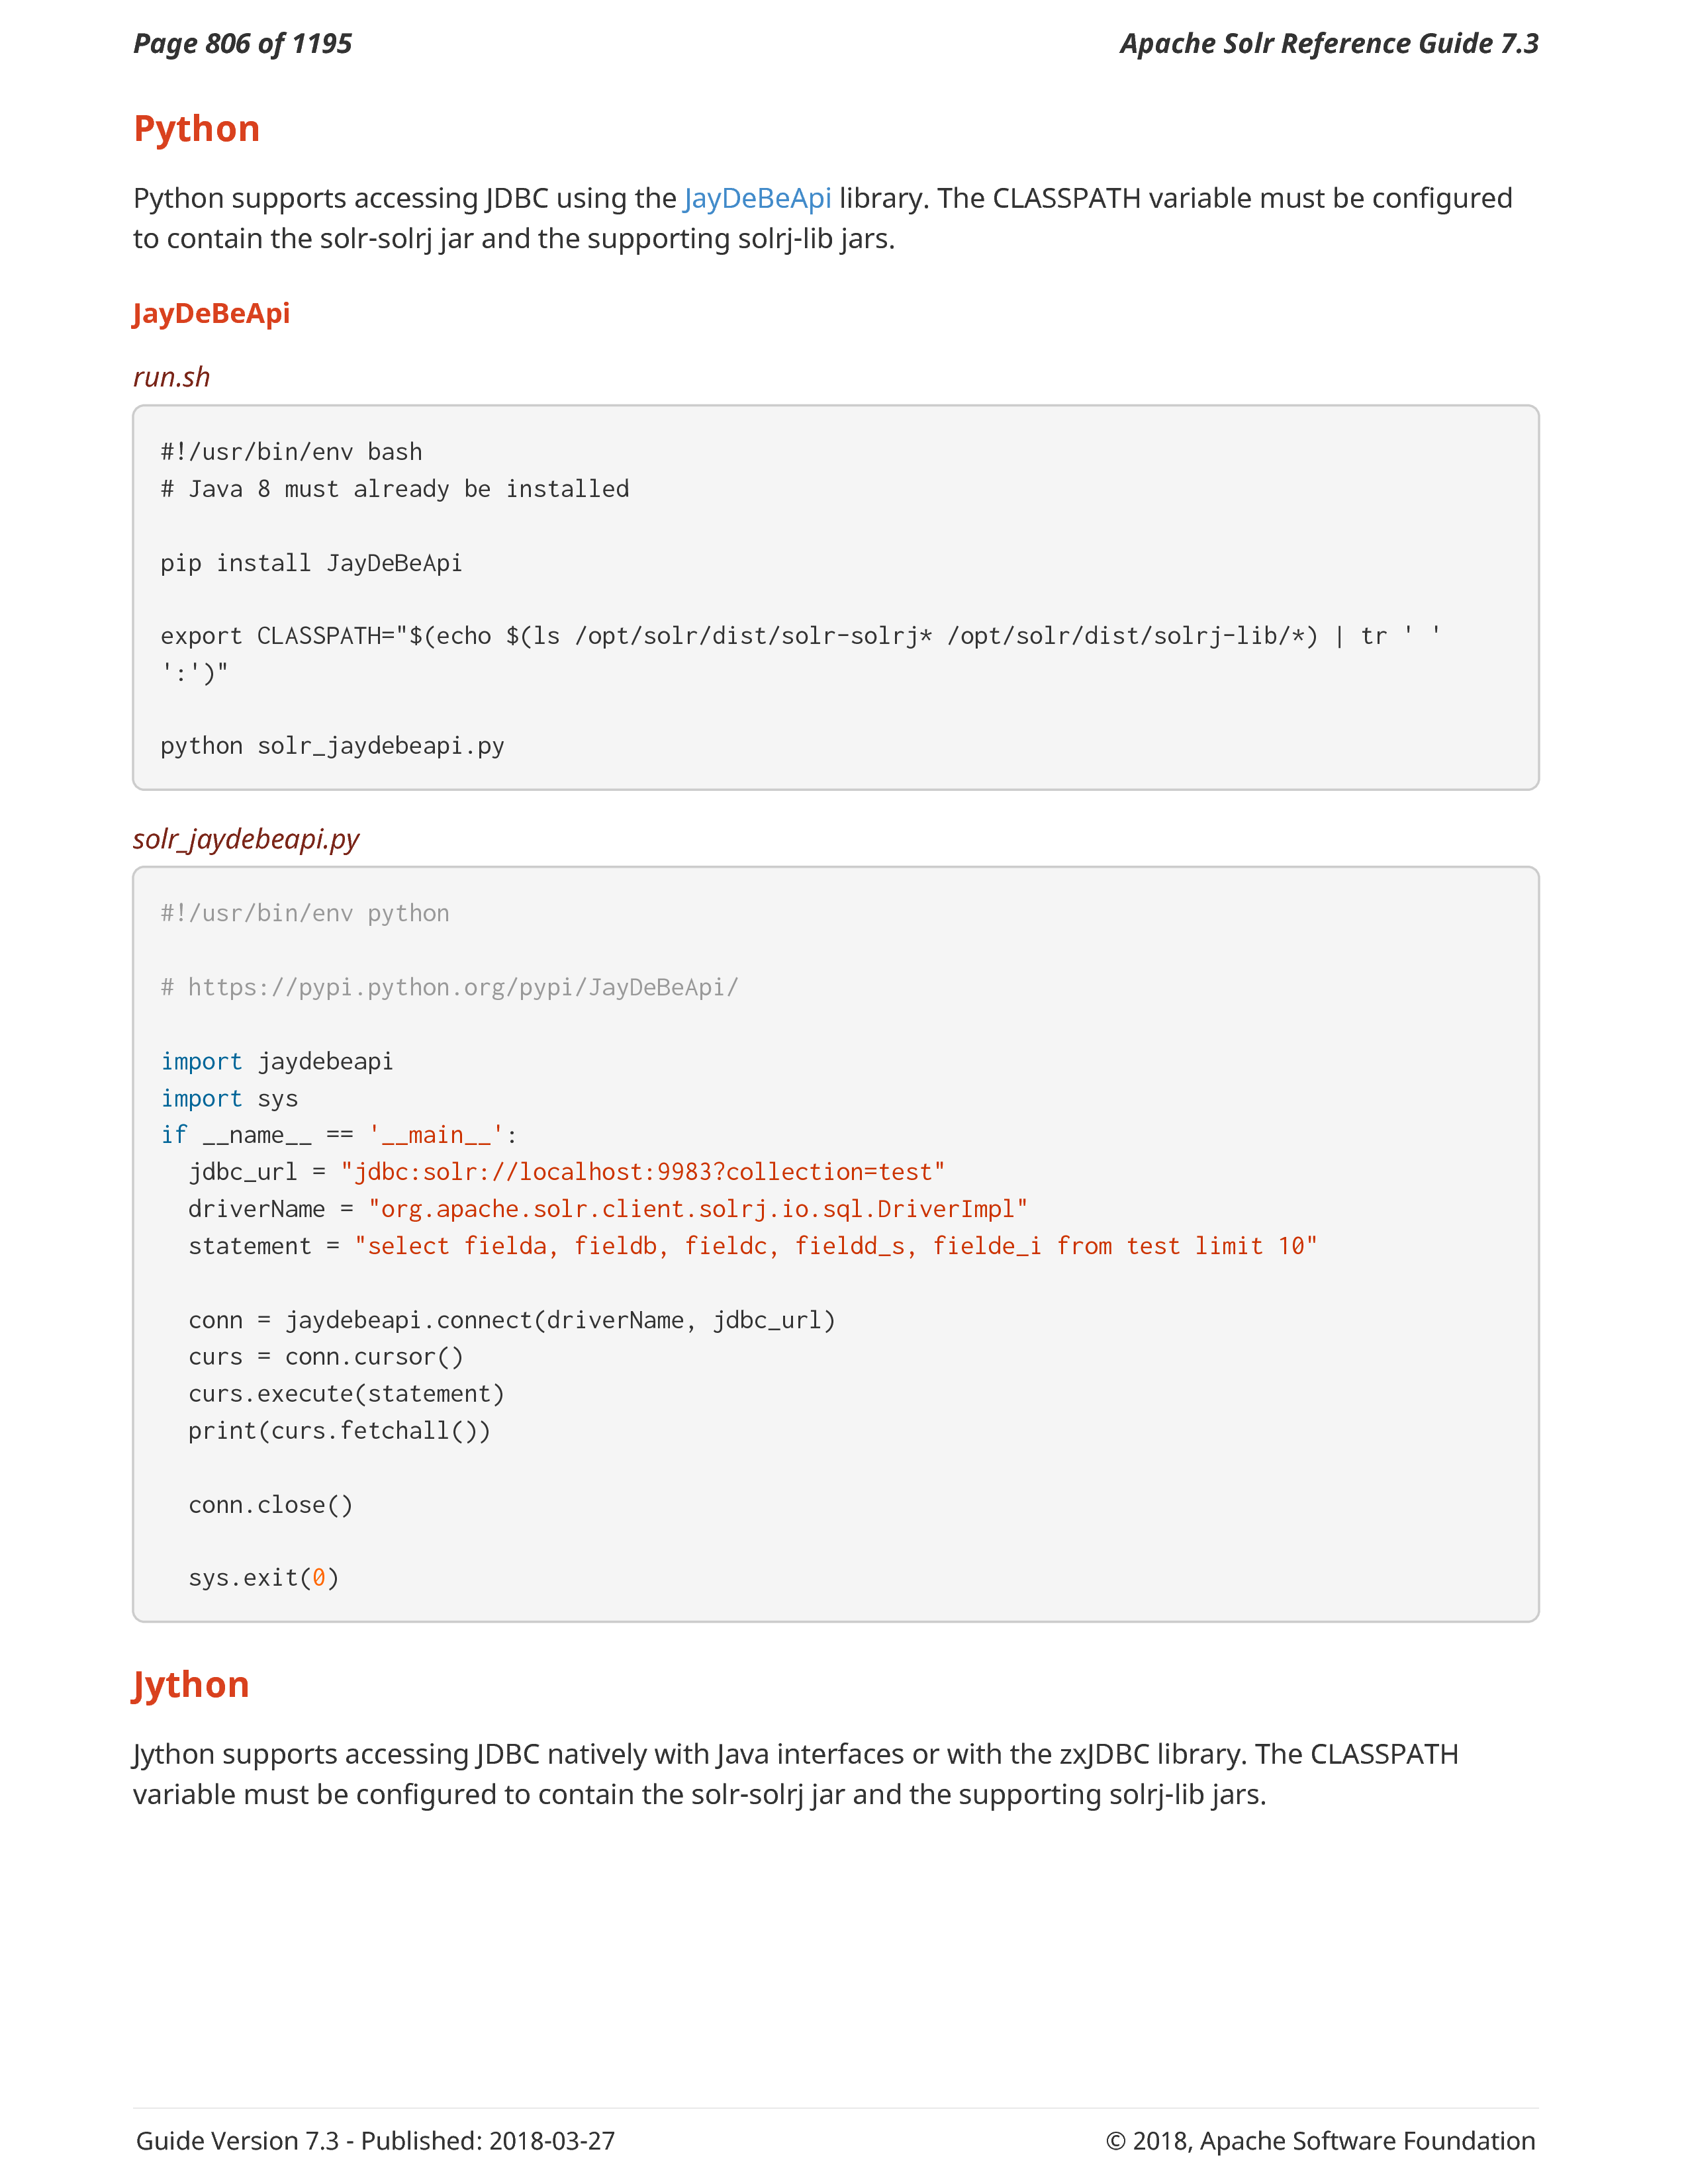 Page 806 of 1195
Apache Solr Reference Guide 7.3
Python
Python supports accessing JDBC using the JayDeBeApi library. The CLASSPATH variable must be configured
to contain the solr-solrj jar and the supporting solrj-lib jars.
JayDeBeApi
run.sh
#!/usr/bin/env bash
# Java 8 must already be installed
pip install JayDeBeApi
export CLASSPATH="$(echo $(ls /opt/solr/dist/solr-solrj* /opt/solr/dist/solrj-lib/*) | tr ' '
':')"
python solr_jaydebeapi.py
solr_jaydebeapi.py
#!/usr/bin/env python
# https://pypi.python.org/pypi/JayDeBeApi/
import jaydebeapi
import sys
if __name__ == '__main__':
  jdbc_url = "jdbc:solr://localhost:9983?collection=test"
  driverName = "org.apache.solr.client.solrj.io.sql.DriverImpl"
  statement = "select fielda, fieldb, fieldc, fieldd_s, fielde_i from test limit 10"
  conn = jaydebeapi.connect(driverName, jdbc_url)
  curs = conn.cursor()
  curs.execute(statement)
  print(curs.fetchall())
  conn.close()
  sys.exit(0)
Jython
Jython supports accessing JDBC natively with Java interfaces or with the zxJDBC library. The CLASSPATH
variable must be configured to contain the solr-solrj jar and the supporting solrj-lib jars.
Guide Version 7.3 - Published: 2018-03-27
© 2018, Apache Software Foundation